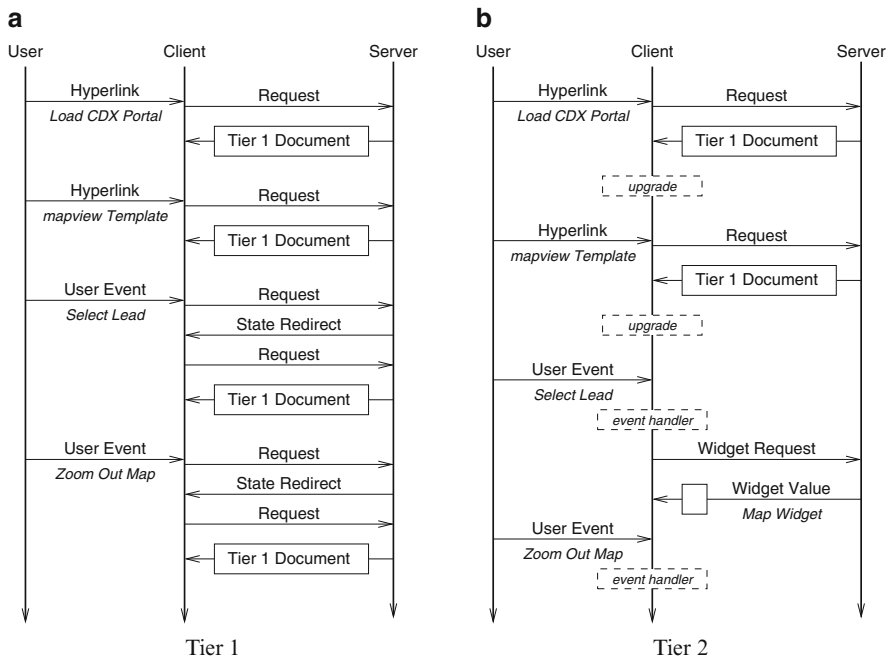 a
User Client Server
Hyperlink
Load CDX Portal
Request
Tier 1 Document
Hyperlink
mapview Template
Request
Tier 1 Document
User Event
Select Lead
Request
State Redirect
Request
Tier 1 Document
User Event
Zoom Out Map
Request
State Redirect
Request
Tier 1 Document
Tier 1
b
User Client Server
Hyperlink
Load CDX Portal
Request
Tier 1 Document
upgrade
Hyperlink
mapview Template
Request
Tier 1 Document
upgrade
User Event
Select Lead
event handler
Widget Request
Widget Value
Map Widget
User Event
Zoom Out Map
event handler
Tier 2